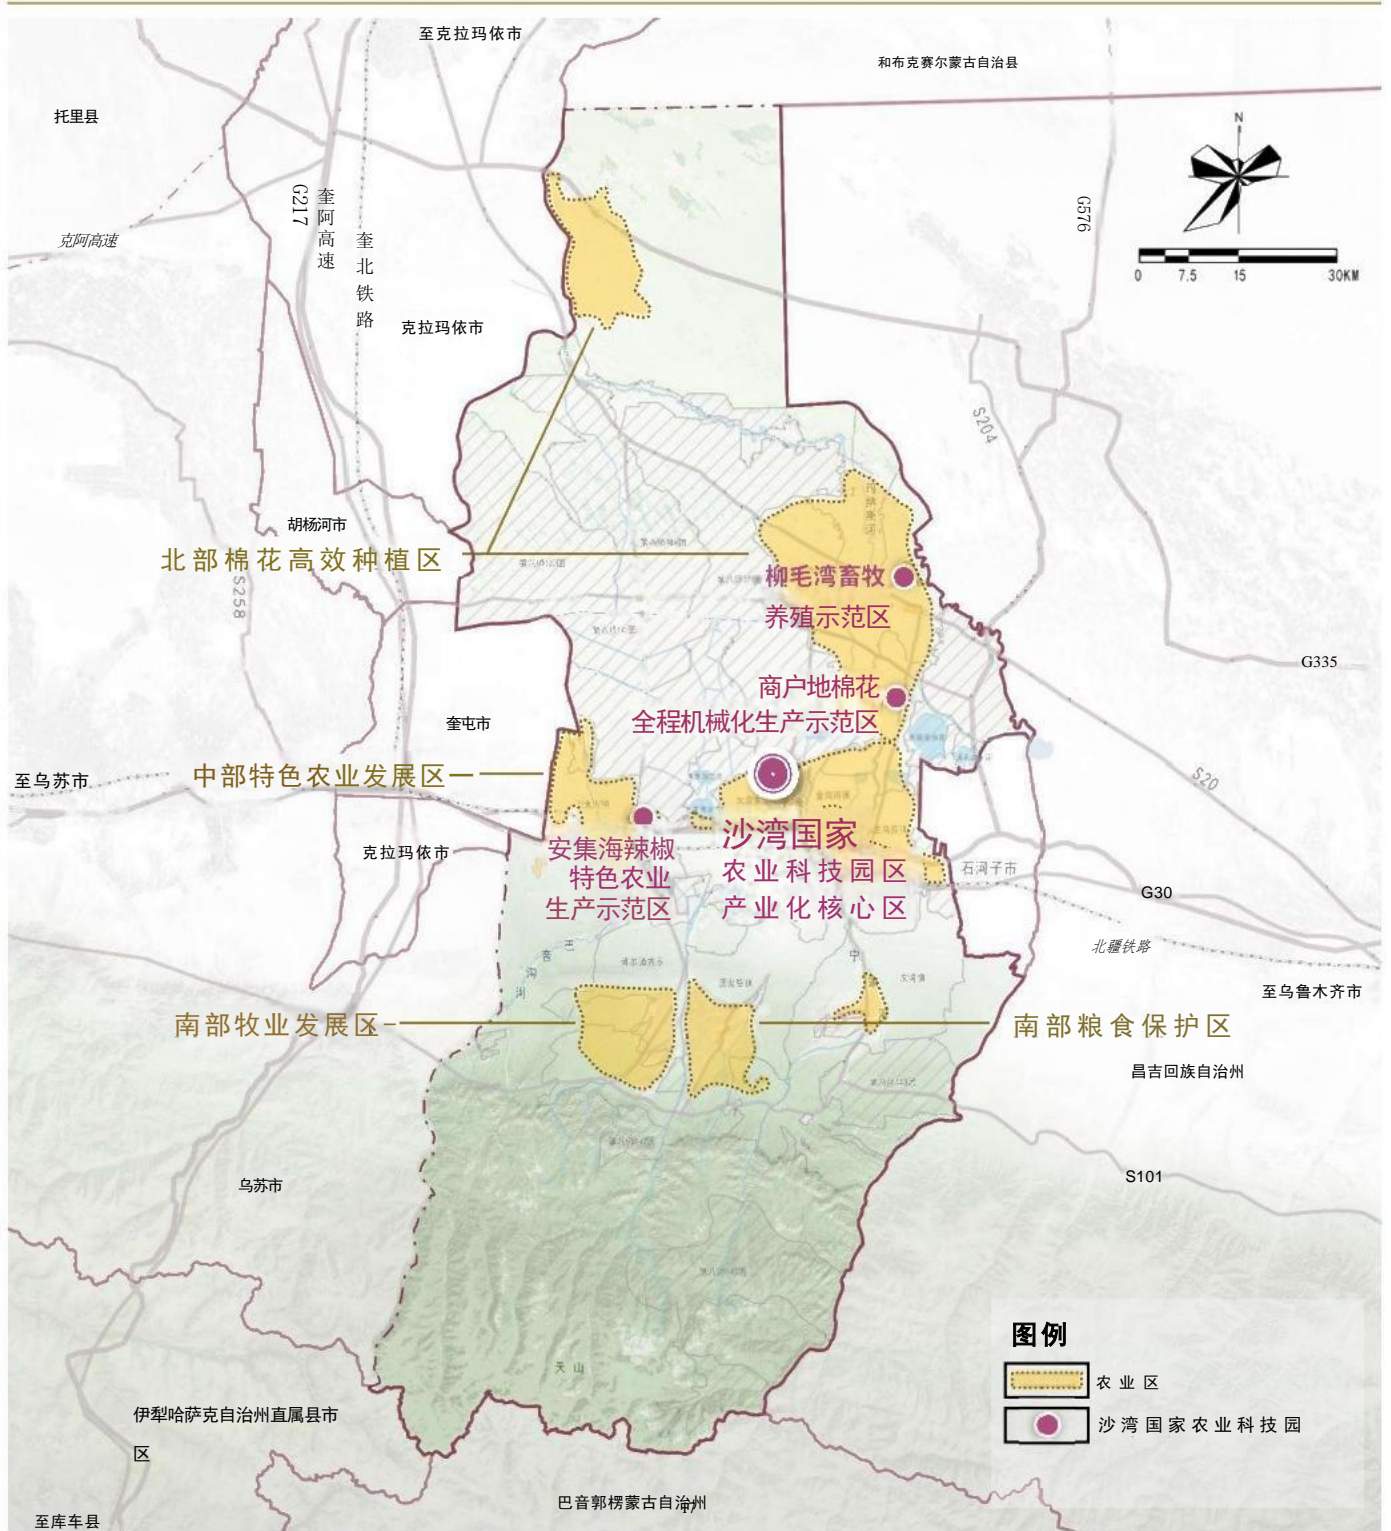 至克拉玛依市
和布克赛尔蒙古自治县
托里县
N
G217
奎阿高速
G576
克阿高速
奎北铁路
0 7.5 15 30KM
克拉玛依市
S204
胡杨河市
北部棉花高效种植区
S258
柳毛湾畜牧
养殖示范区
G335
商户地棉花
全程机械化生产示范区
奎屯市
至乌苏市
中部特色农业发展区
S20
沙湾国家
农业科技园区
产业化核心区
安集海辣椒
特色农业
生产示范区
克拉玛依市
石河子市
G30
北疆铁路
宁
至乌鲁木齐市
南部牧业发展区
南部粮食保护区
昌吉回族自治州
S101
乌苏市
天山
图例
农业区
沙湾国家农业科技园
伊犁哈萨克自治州直属县市
区
巴音郭楞蒙古自治州
47
至库车县